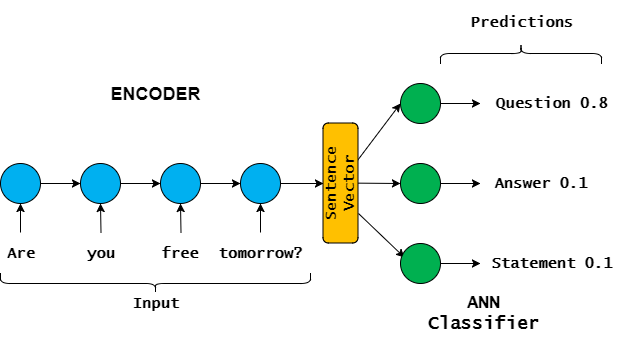 Predictions
ENCODER
Question 0.8
Sentence
Vector
Answer 0.1
Are you free tomorrow?
Statement 0.1
Input
ANN
Classifier